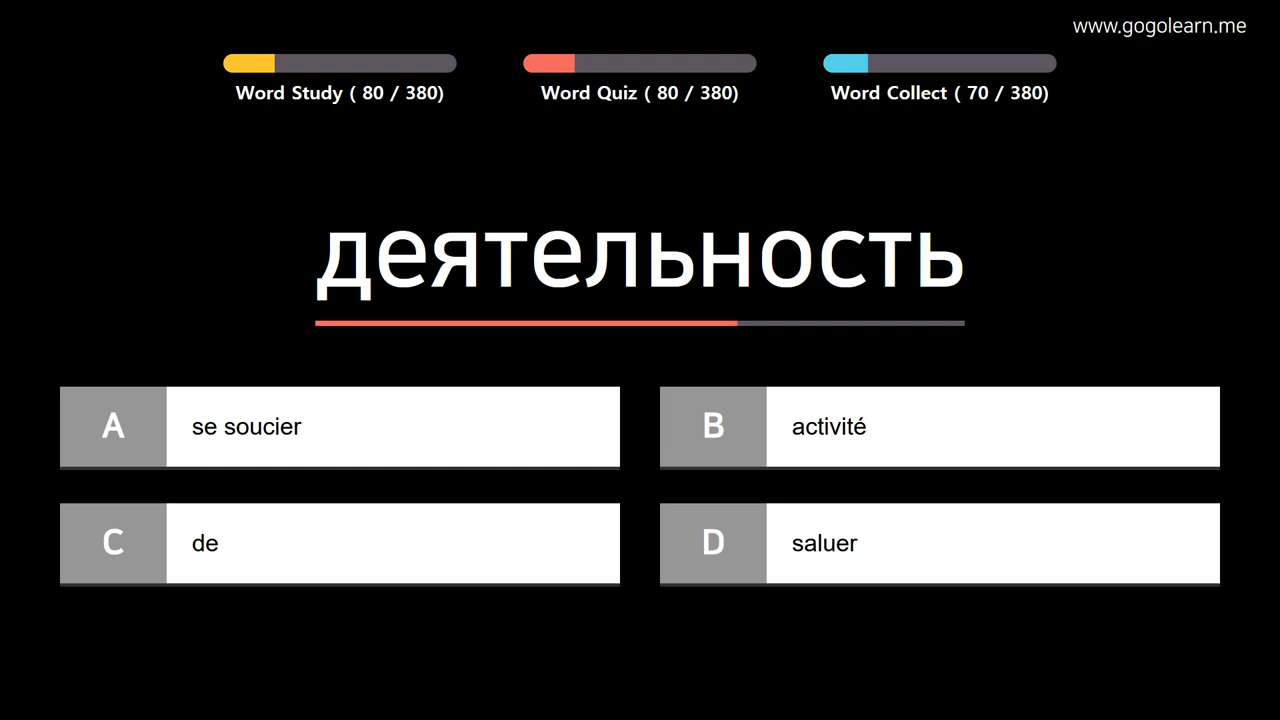 www.gogolearn.me
Word Study ( 80 / 380)
Word Quiz ( 80 / 380)
Word Collect ( 70 / 380)
деятельность
A se soucier
B activité
C de
D saluer